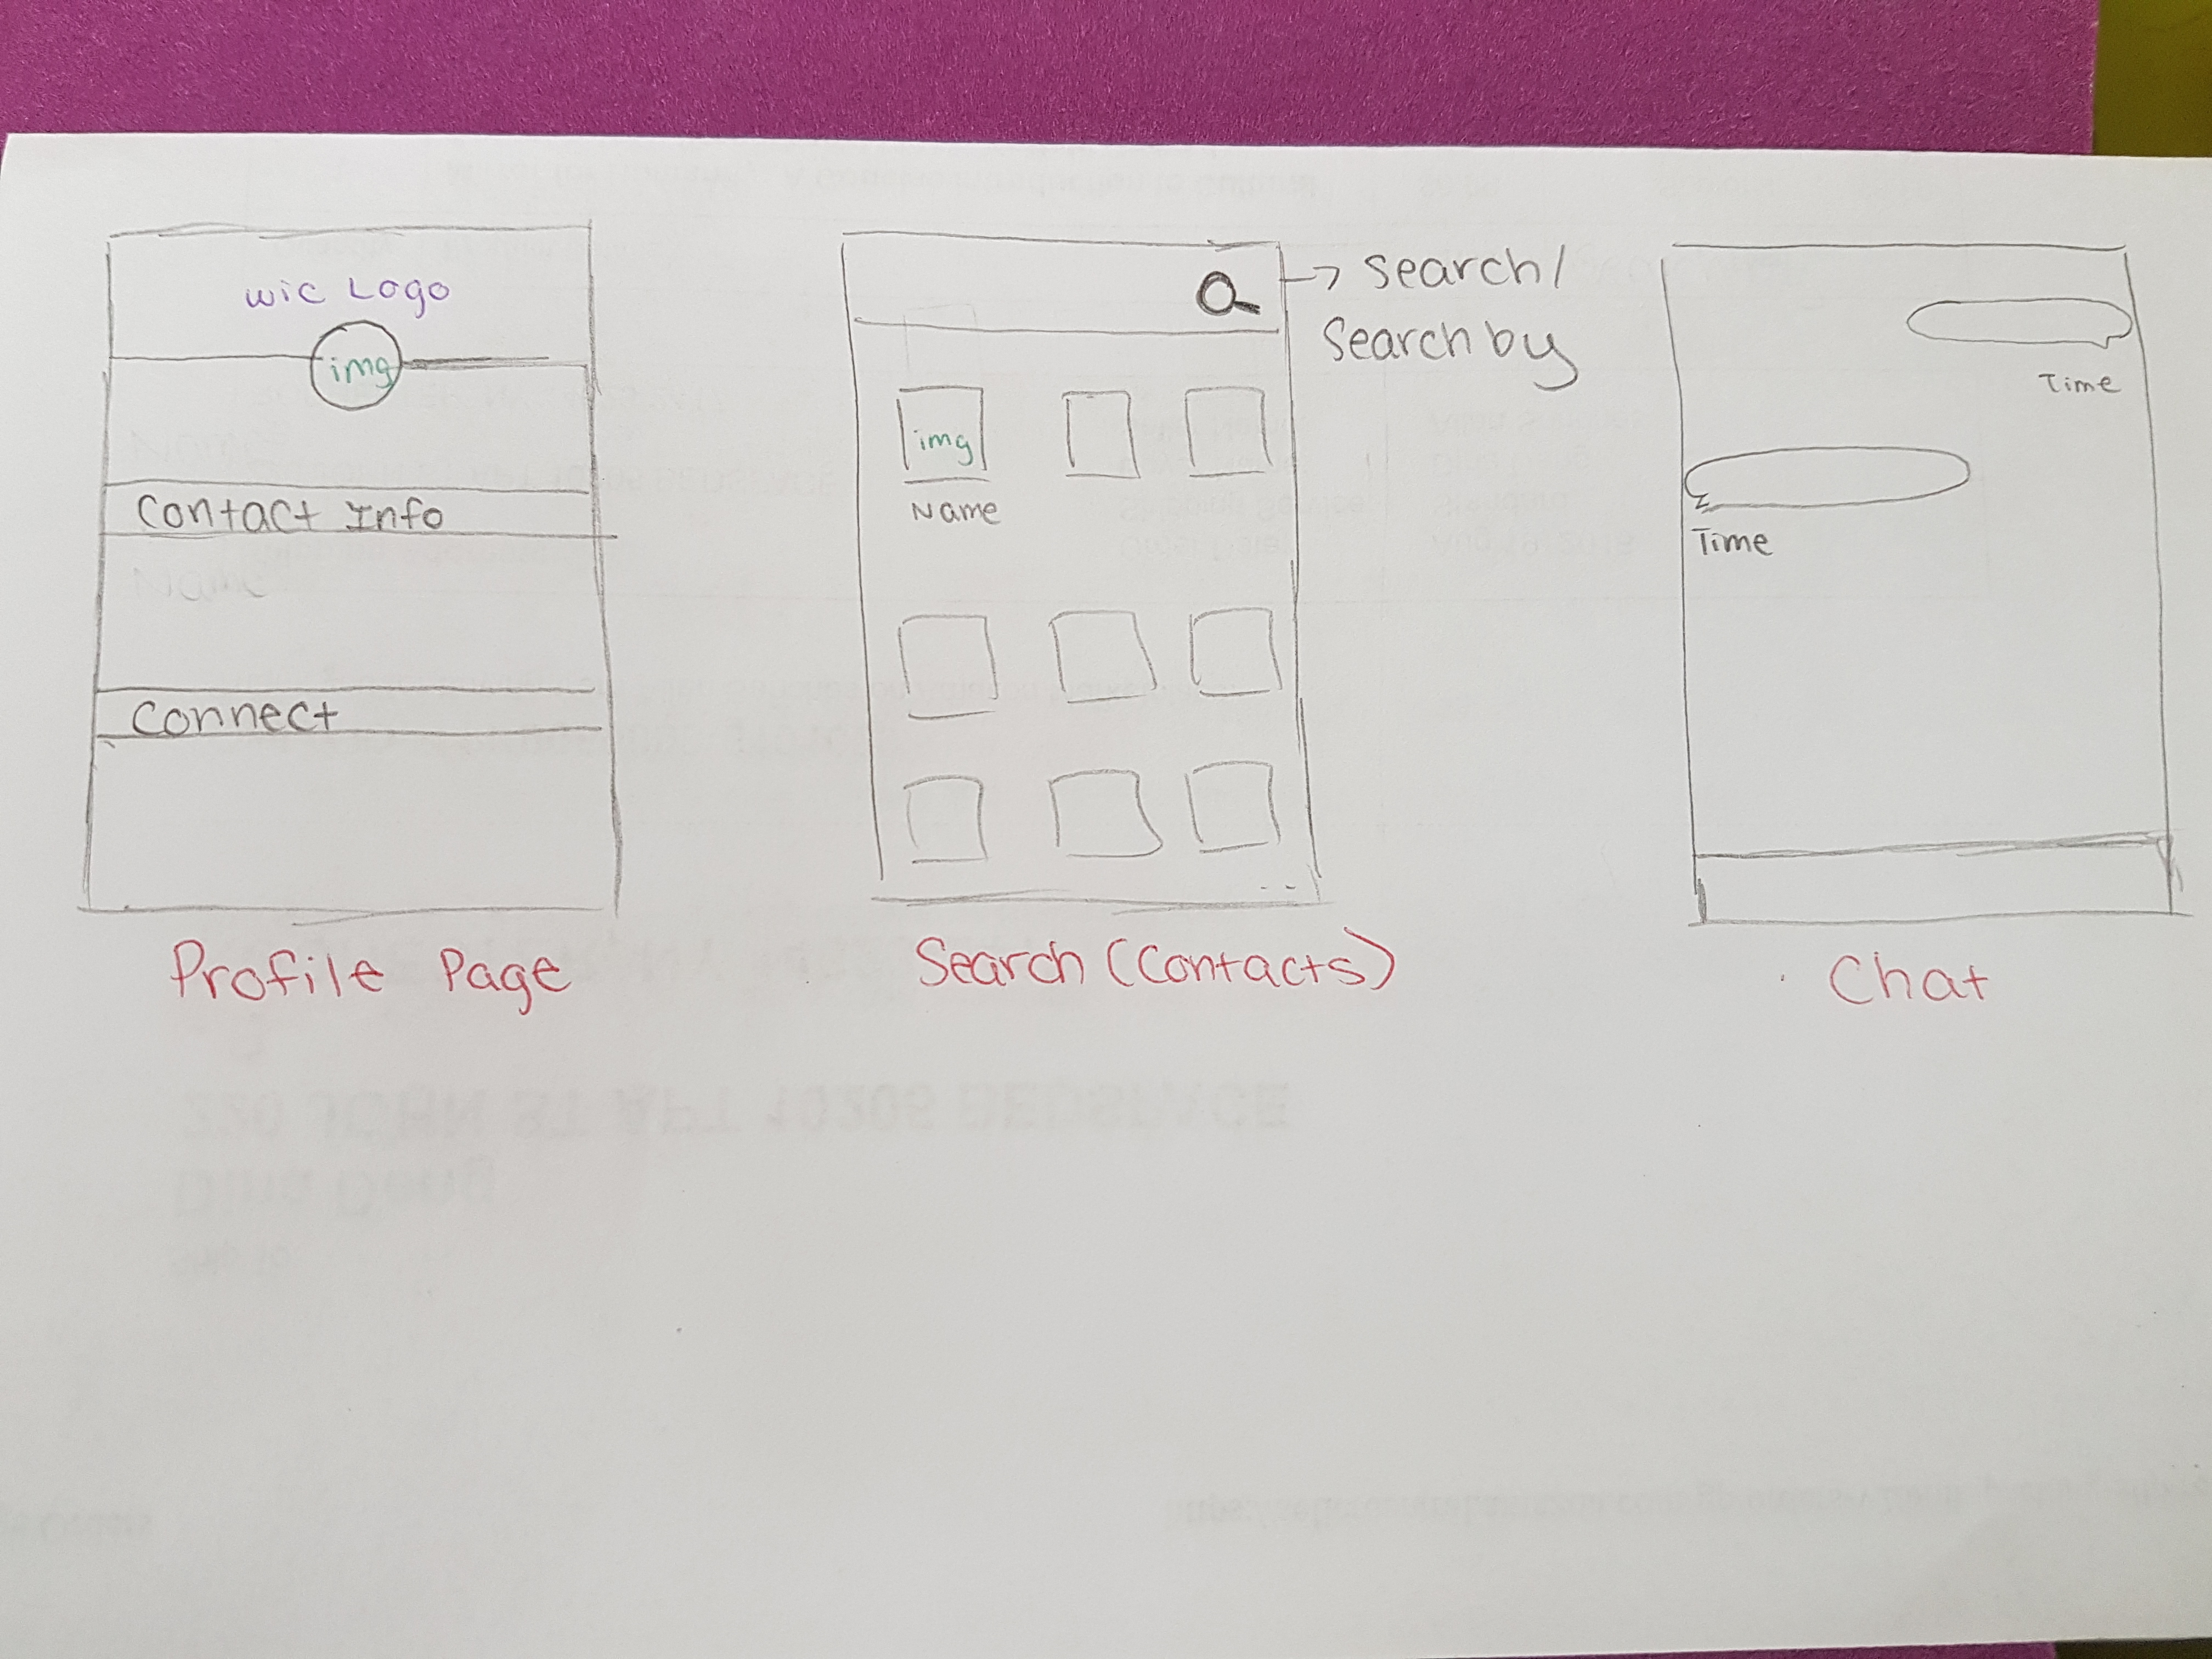 wic Logo
img
Contact Info
Connect
Profile Page
search/
Search by
img
Name
Search (Contacts)
Time
Time
Chat